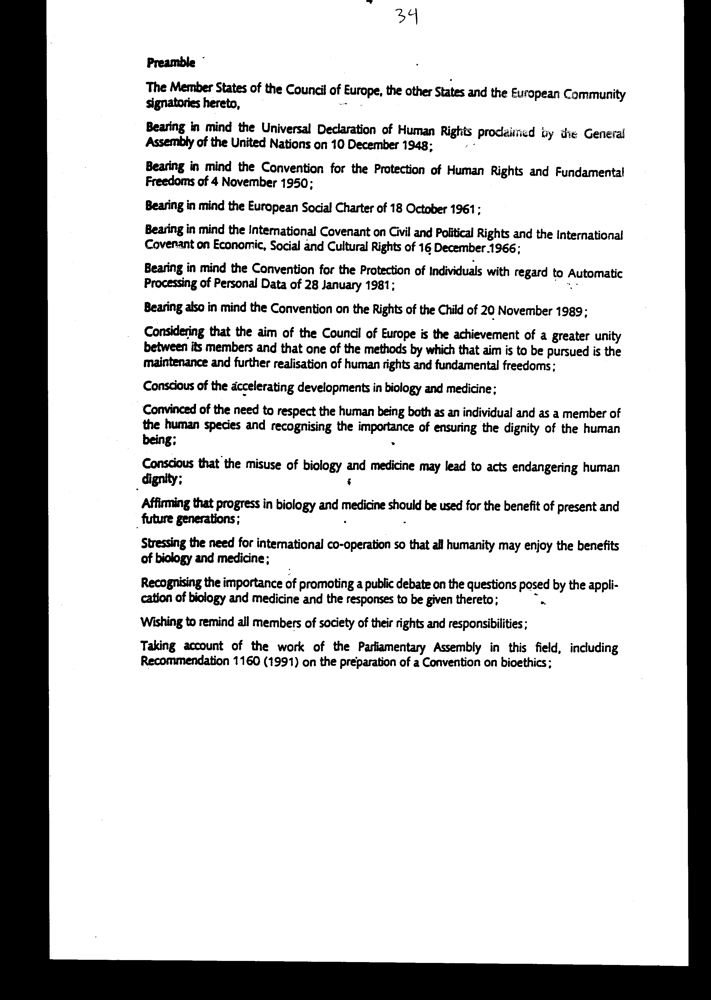 34
Preamble
The Member States of the Council of Europe, the other States and the European Community
signatories hereto,
Bearing in mind the Universal Declaration of Human Rights proclaimed by the General
Assembly of the United Nations on 10 December 1948;
Bearing in mind the Convention for the Protection of Human Rights and Fundamental
Freedoms of 4 November 1950;
Bearing in mind the European Social Charter of 18 October 1961;
Bearing in mind the International Covenant on Civil and Political Rights and the International
Covenant on Economic, Social and Cultural Rights of 16 December 1966;
Bearing in mind the Convention for the Protection of Individuals with regard to Automatic
Processing of Personal Data of 28 January 1981;
Bearing also in mind the Convention on the Rights of the Child of 20 November 1989;
Considering that the aim of the Council of Europe is the achievement of a greater unity
between its members and that one of the methods by which that aim is to be pursued is the
maintenance and further realisation of human rights and fundamental freedoms;
Conscious of the accelerating developments in biology and medicine;
Convinced of the need to respect the human being both as an individual and as a member of
the human species and recognising the importance of ensuring the dignity of the human
being;
Conscious that the misuse of biology and medicine may lead to acts endangering human
dignity;
Affirming that progress in biology and medicine should be used for the benefit of present and
future generations;
Stressing the need for international co-operation so that all humanity may enjoy the benefits
of biology and medicine;
Recognising the importance of promoting a public debate on the questions posed by the appli-
cation of biology and medicine and the responses to be given thereto;
Wishing to remind all members of society of their rights and responsibilities;
Taking account of the work of the Parliamentary Assembly in this field, including
Recommendation 1160 (1991) on the preparation of a Convention on bioethics;